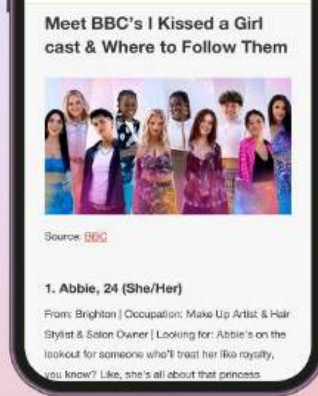 Meet BBC's I Kissed a Girl
cast & Where to Follow Them
Source: BBC
1. Abbie, 24 (She/Her)
From: Brighton | Occupation: Make Up Artist & Hair
Stylist & Salon Owner | Looking for: Abbie's on the
lookout for someone who'll treat her like royalty,
you know? Like, she's all about that princess